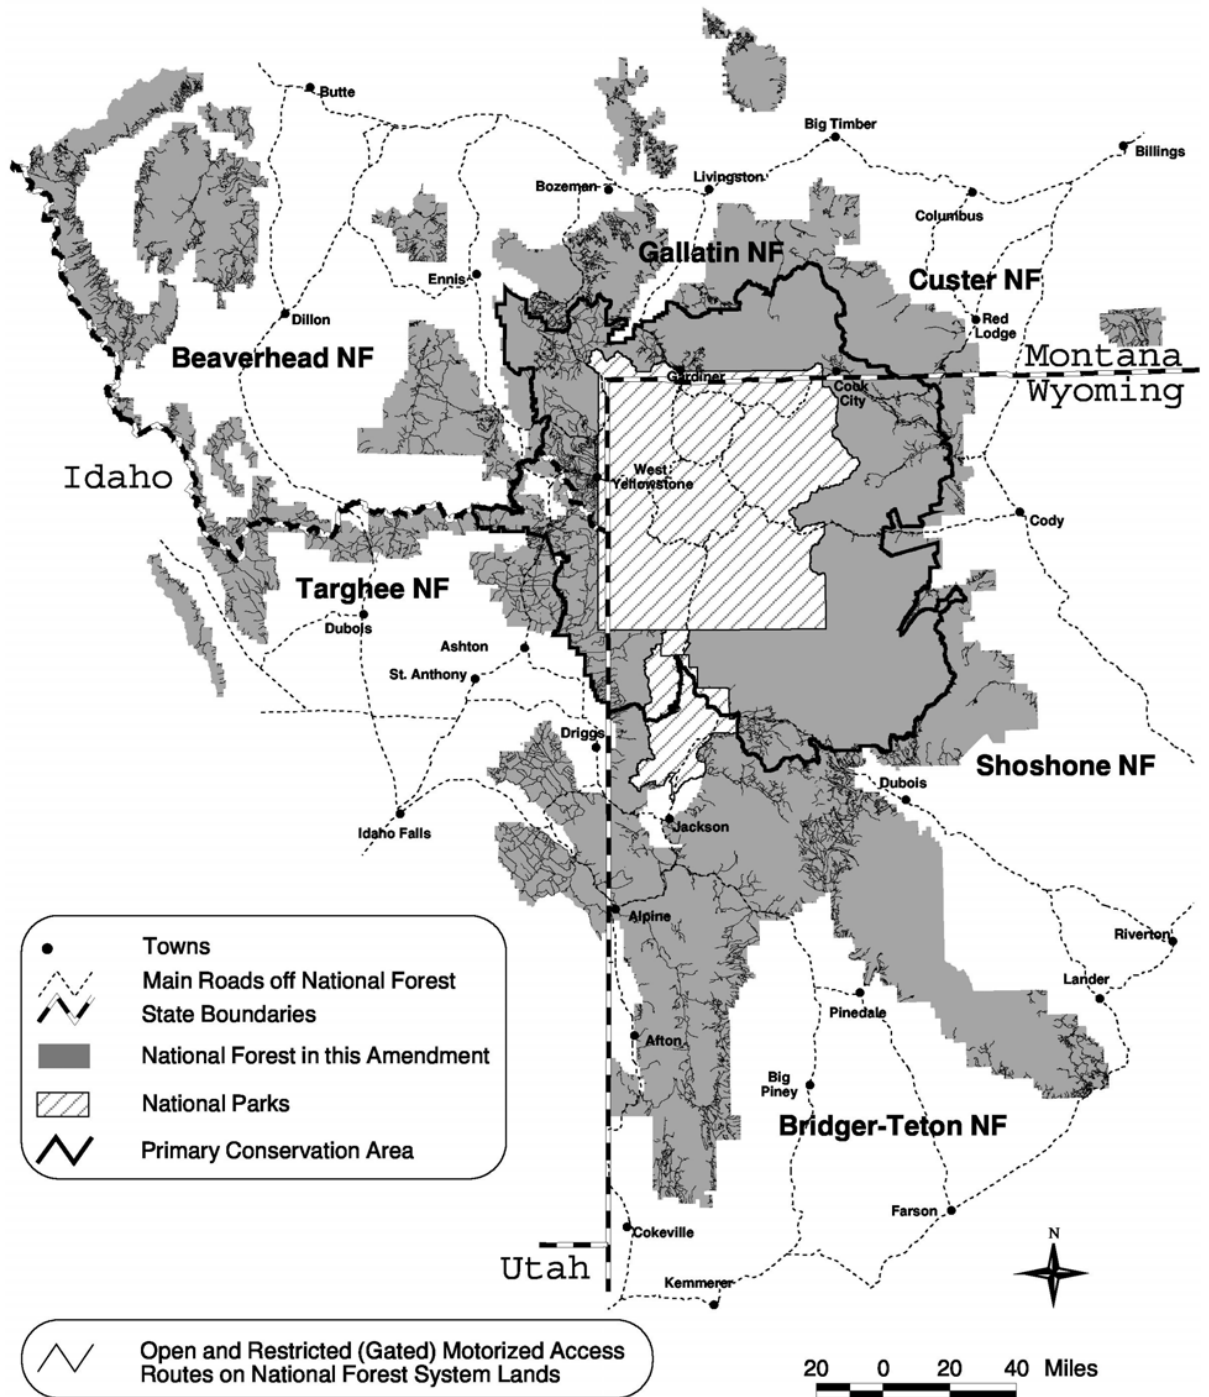 Butte
Big Timber
Billings
Bozeman
Livingston
Columbus
Gallatin NF
Ennis
Custer NF
Dillon
Red
Lodge
Beaverhead NF
Montana
Gardiner
Cook
City
Wyoming
Idaho
West
Yellowstone
Cody
Targhee NF
Dubois
Ashton
St. Anthony
Driggs
Shoshone NF
Dubois
Idaho Falls
Jackson
Alpine
Riverton
Lander
Pinedale
Afton
Big
Piney
Bridger-Teton NF
Farson
Cokeville
Utah
Kemmerer
N
Towns
Main Roads off National Forest
State Boundaries
National Forest in this Amendment
National Parks
Primary Conservation Area
Open and Restricted (Gated) Motorized Access
Routes on National Forest System Lands
20 0 20 40 Miles